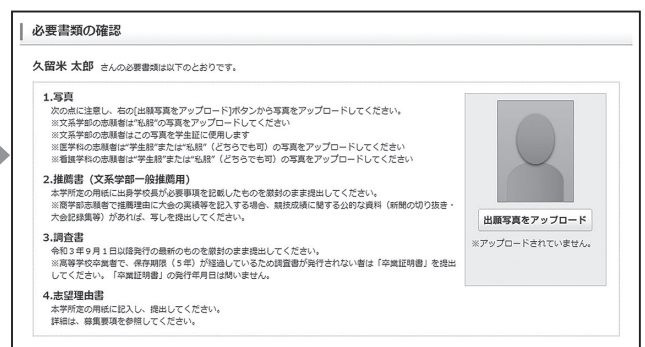 必要書類の確認
久留米 太郎 さんの必要書類は以下のとおりです。
1.写真
次の点に注意し、右の[出願写真をアップロード]ボタンから写真をアップロードしてください。
※文系学部の志願者は"私服"の写真をアップロードしてください
※文系学部の志願者はこの写真を学生証に使用します
※医学科の志願者は"学生服"または"私服"（どちらでも可）の写真をアップロードしてください
※看護学科の志願者は"学生服"または"私服"（どちらでも可）の写真をアップロードしてください
2.推薦書（文系学部一般推薦用）
本学所定の用紙に出身学校長が必要事項を記載したものを厳封のまま提出してください。
※商学部志願者で推薦理由に大会の実績等を記入する場合、競技成績に関する公的な資料（新聞の切り抜き・
大会記録集等）があれば、写しを提出してください。
3.調査書
令和３年９月１日以降発行の最新のものを厳封のまま提出してください。
※高等学校卒業者で、保存期限（５年）が経過しているため調査書が発行されない者は「卒業証明書」を提出
してください。「卒業証明書」の発行年月日は問いません。
4.志望理由書
本学所定の用紙に記入し、提出してください。
詳細は、募集要項を参照してください。
出願写真をアップロード
※アップロードされていません。